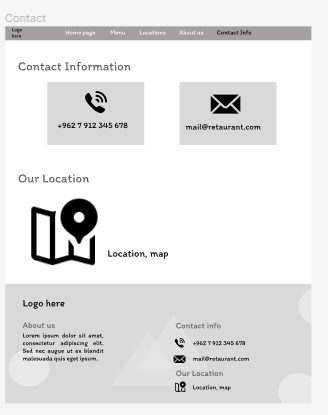 Contact
Logo
here
Home page Menu Locations About us Contact Info
Contact Information
+962 7 912 345 678
mail@retaurant.com
Our Location
Location, map
Logo here
About us
Lorem ipsum dolor sit amet,
consectetur adipiscing elit.
Sed nec augue ut ex blandit
malesuada quis eget ipsum.
Contact info
+962 7 912 345 678
mail@retaurant.com
Our Location
Location, map